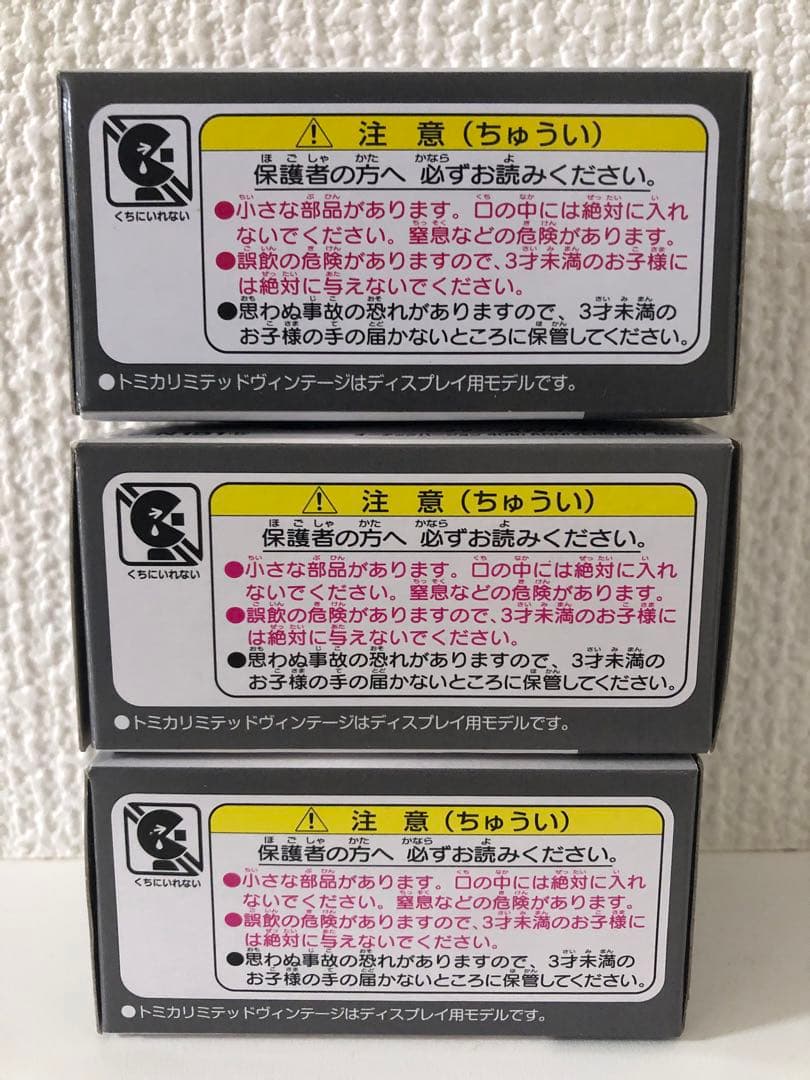 くちにいれない
⚠ 注 意 (ちゅうい)
保護者の方へ 必ずお読みください。
●小さな部品があります。口の中には絶対に入れ
ないでください。窒息などの危険があります。
●誤飲の危険がありますので、3才未満のお子様に
は絶対に与えないでください。
●思わぬ事故の恐れがありますので、3才未満の
お子様の手の届かないところに保管してください。
●トミカリミテッドヴィンテージはディスプレイ用モデルです。
くちにいれない
⚠ 注 意 (ちゅうい)
保護者の方へ 必ずお読みください。
●小さな部品があります。口の中には絶対に入れ
ないでください。窒息などの危険があります。
●誤飲の危険がありますので、3才未満のお子様に
は絶対に与えないでください。
●思わぬ事故の恐れがありますので、3才未満の
お子様の手の届かないところに保管してください。
●トミカリミテッドヴィンテージはディスプレイ用モデルです。
くちにいれない
⚠ 注 意 (ちゅうい)
保護者の方へ 必ずお読みください。
●小さな部品があります。口の中には絶対に入れ
ないでください。窒息などの危険があります。
●誤飲の危険がありますので、3才未満のお子様に
は絶対に与えないでください。
●思わぬ事故の恐れがありますので、3才未満の
お子様の手の届かないところに保管してください。
●トミカリミテッドヴィンテージはディスプレイ用モデルです。